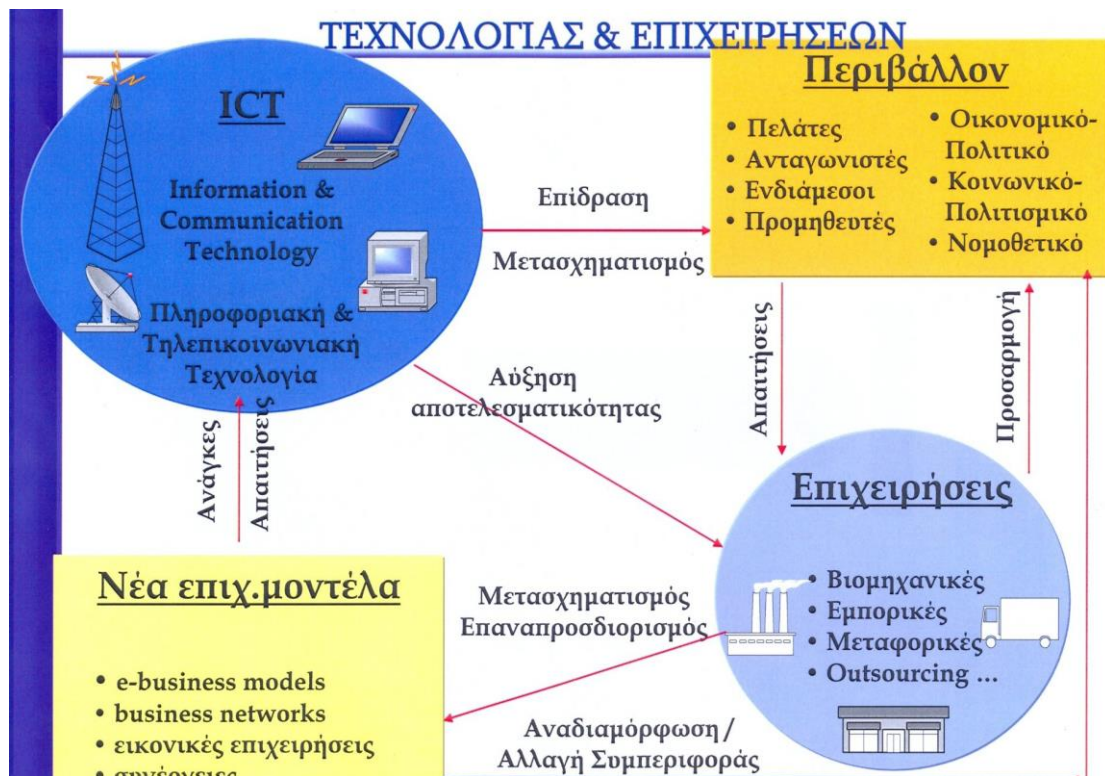 ΤΕΧΝΟΛΟΓΙΑΣ & ΕΠΙΧΕΙΡΗΣΕΩΝ
ICT
Information &
Communication
Technology
Πληροφοριακή &
Τηλεπικοινωνιακή
Τεχνολογία
Επίδραση
Μετασχηματισμός
Περιβάλλον
• Πελάτες
• Ανταγωνιστές
• Ενδιάμεσοι
• Προμηθευτές
• Οικονομικό-
Πολιτικό
• Κοινωνικό-
Πολιτισμικό
• Νομοθετικό
Ανάγκες
Απαιτήσεις
Αύξηση
αποτελεσματικότητας
Απαιτήσεις
Προσαρμογή
Επιχειρήσεις
• Βιομηχανικές
• Εμπορικές
• Μεταφορικές
• Outsourcing ...
Μετασχηματισμός
Επαναπροσδιορισμός
Νέα επιχ.μοντέλα
• e-business models
• business networks
• εικονικές επιχειρήσεις
• συνέργειες
Αναδιαμόρφωση /
Αλλαγή Συμπεριφοράς